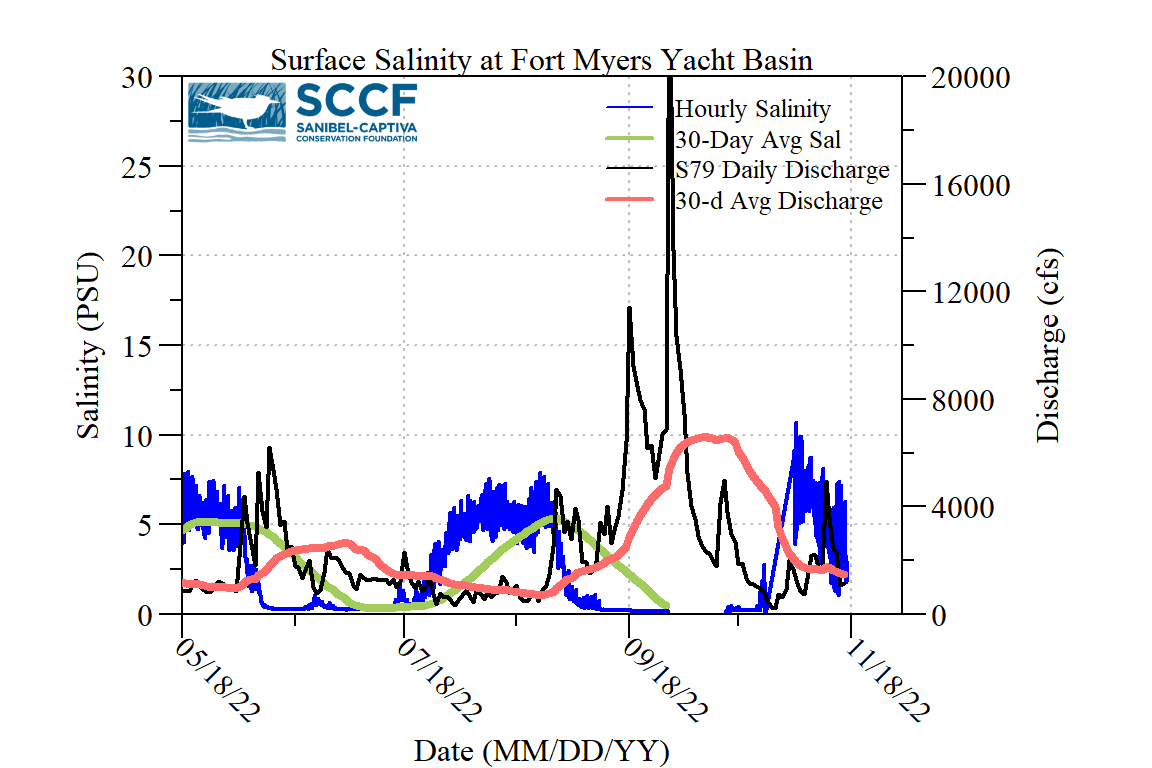 Surface Salinity at Fort Myers Yacht Basin
SCCF
SANIBEL-CAPTIVA
CONSERVATION FOUNDATION
Hourly Salinity
30-Day Avg Sal
S79 Daily Discharge
30-d Avg Discharge
30
25
20
15
10
5
0
Salinity (PSU)
20000
16000
12000
8000
4000
0
Discharge (cfs)
05/18/22
07/18/22
09/18/22
11/18/22
Date (MM/DD/YY)